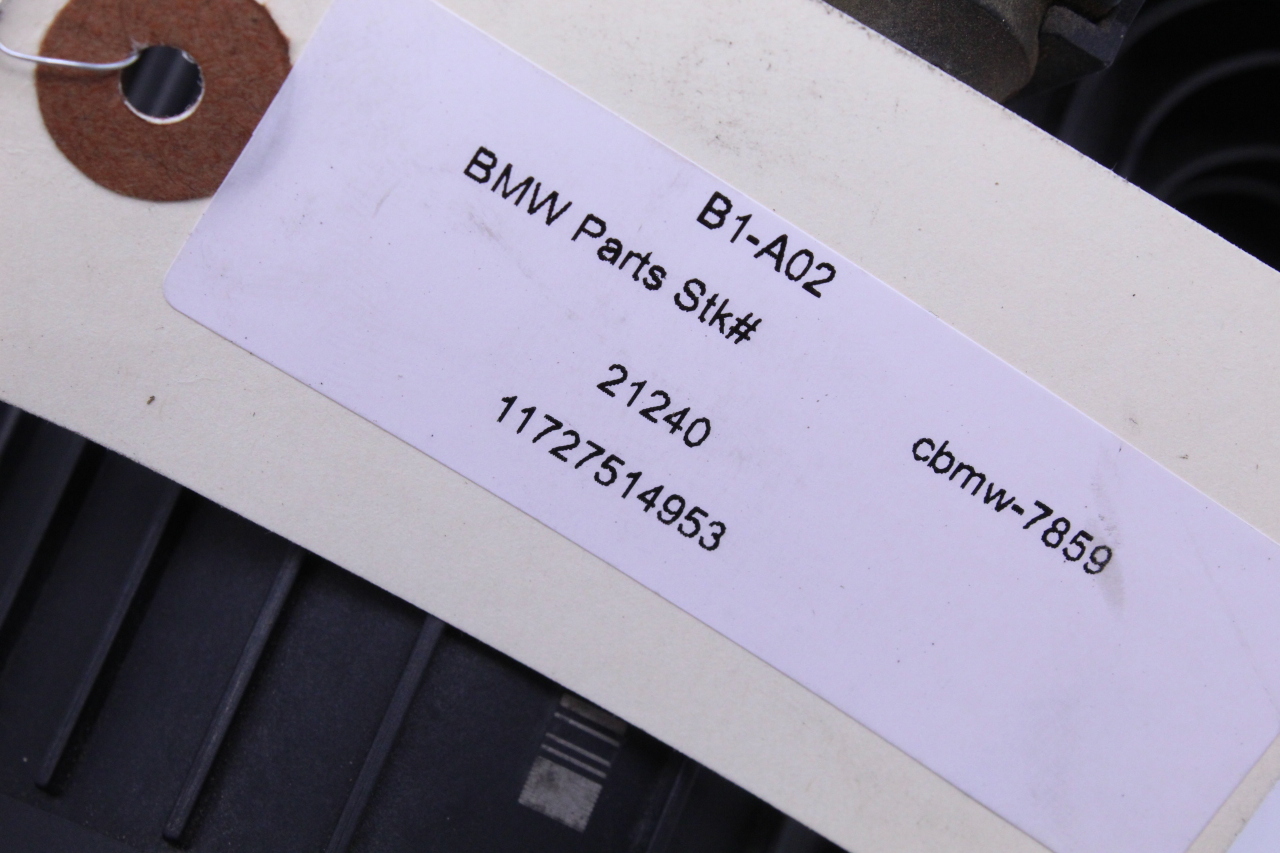 B1-A02
BMW Parts Stk#
21240
cbmw-7859
11727514953